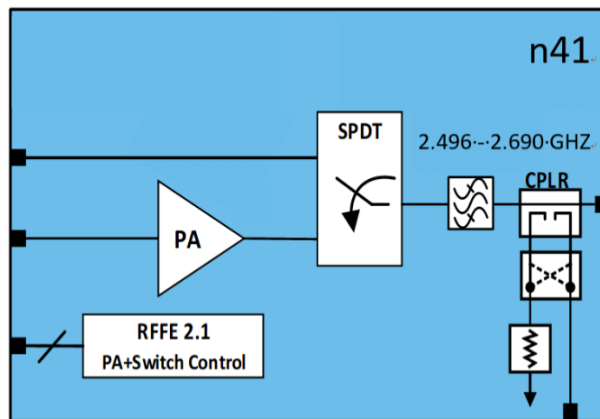 n41
SPDT
2.496·-·2.690·GHZ
CPLR
PA
RFFE 2.1
PA+Switch Control